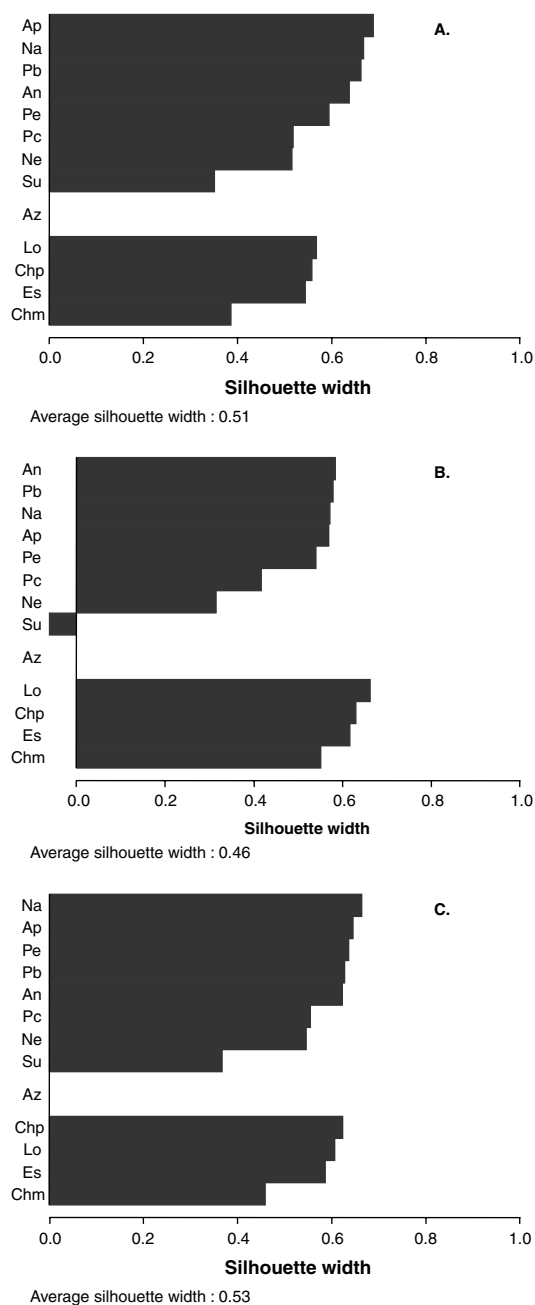 A.
Ap
Na
Pb
An
Pe
Pc
Ne
Su
Az
Lo
Chp
Es
Chm
0.0 0.2 0.4 0.6 0.8 1.0
Silhouette width
Average silhouette width : 0.51
B.
An
Pb
Na
Ap
Pe
Pc
Ne
Su
Az
Lo
Chp
Es
Chm
0.0 0.2 0.4 0.6 0.8 1.0
Silhouette width
Average silhouette width : 0.46
C.
Na
Ap
Pe
Pb
An
Pc
Ne
Su
Az
Chp
Lo
Es
Chm
0.0 0.2 0.4 0.6 0.8 1.0
Silhouette width
Average silhouette width : 0.53